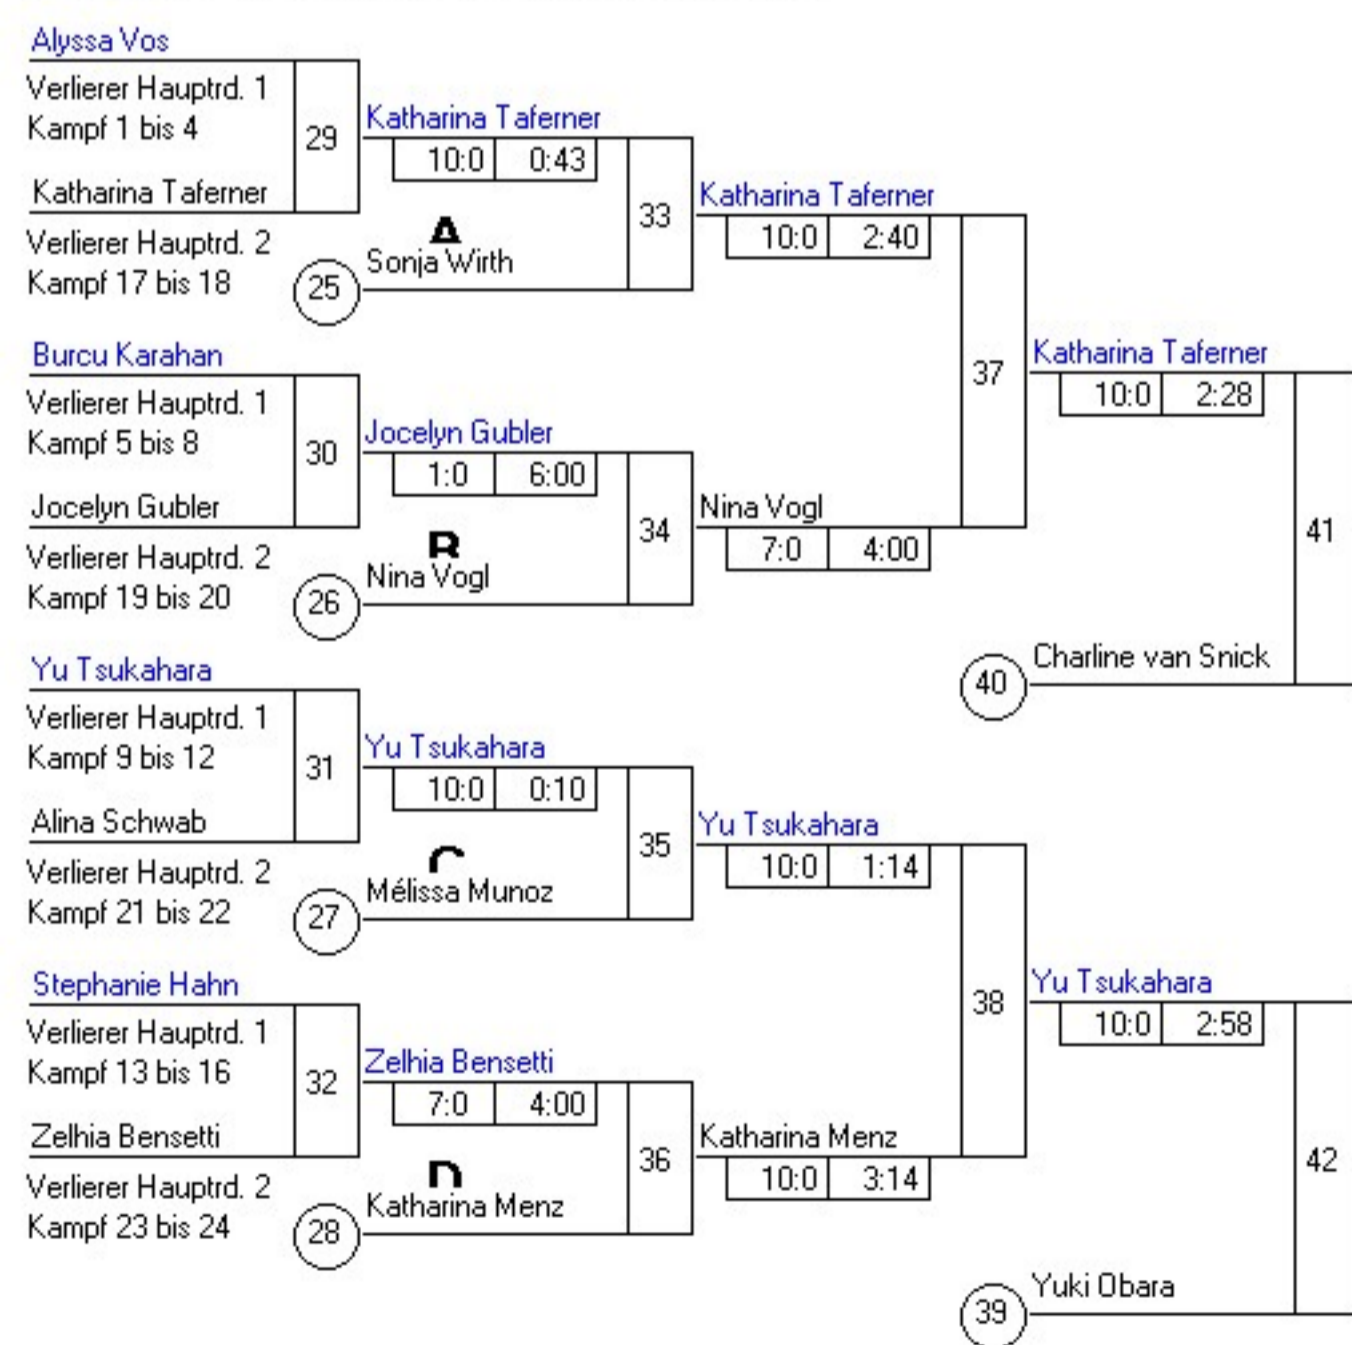 Alyssa Vos
Verlierer Hauptrd. 1
Kampf 1 bis 4
29
Katharina Taferner
10:0 0:43
Katharina Taferner
Verlierer Hauptrd. 2
Kampf 17 bis 18
A
25
Sonja Wirth
33
Katharina Taferner
10:0 2:40
Burcu Karahan
Verlierer Hauptrd. 1
Kampf 5 bis 8
30
Jocelyn Gubler
1:0 6:00
Jocelyn Gubler
Verlierer Hauptrd. 2
Kampf 19 bis 20
B
26
Nina Vogl
34
Nina Vogl
7:0 4:00
37
Katharina Taferner
10:0 2:28
41
40
Charline van Snick
Yu Tsukahara
Verlierer Hauptrd. 1
Kampf 9 bis 12
31
Yu Tsukahara
10:0 0:10
Alina Schwab
Verlierer Hauptrd. 2
Kampf 21 bis 22
C
27
Mélissa Munoz
35
Yu Tsukahara
10:0 1:14
Stephanie Hahn
Verlierer Hauptrd. 1
Kampf 13 bis 16
32
Zelhia Bensetti
7:0 4:00
Zelhia Bensetti
Verlierer Hauptrd. 2
Kampf 23 bis 24
D
28
Katharina Menz
36
Katharina Menz
10:0 3:14
38
Yu Tsukahara
10:0 2:58
42
39
Yuki Obara